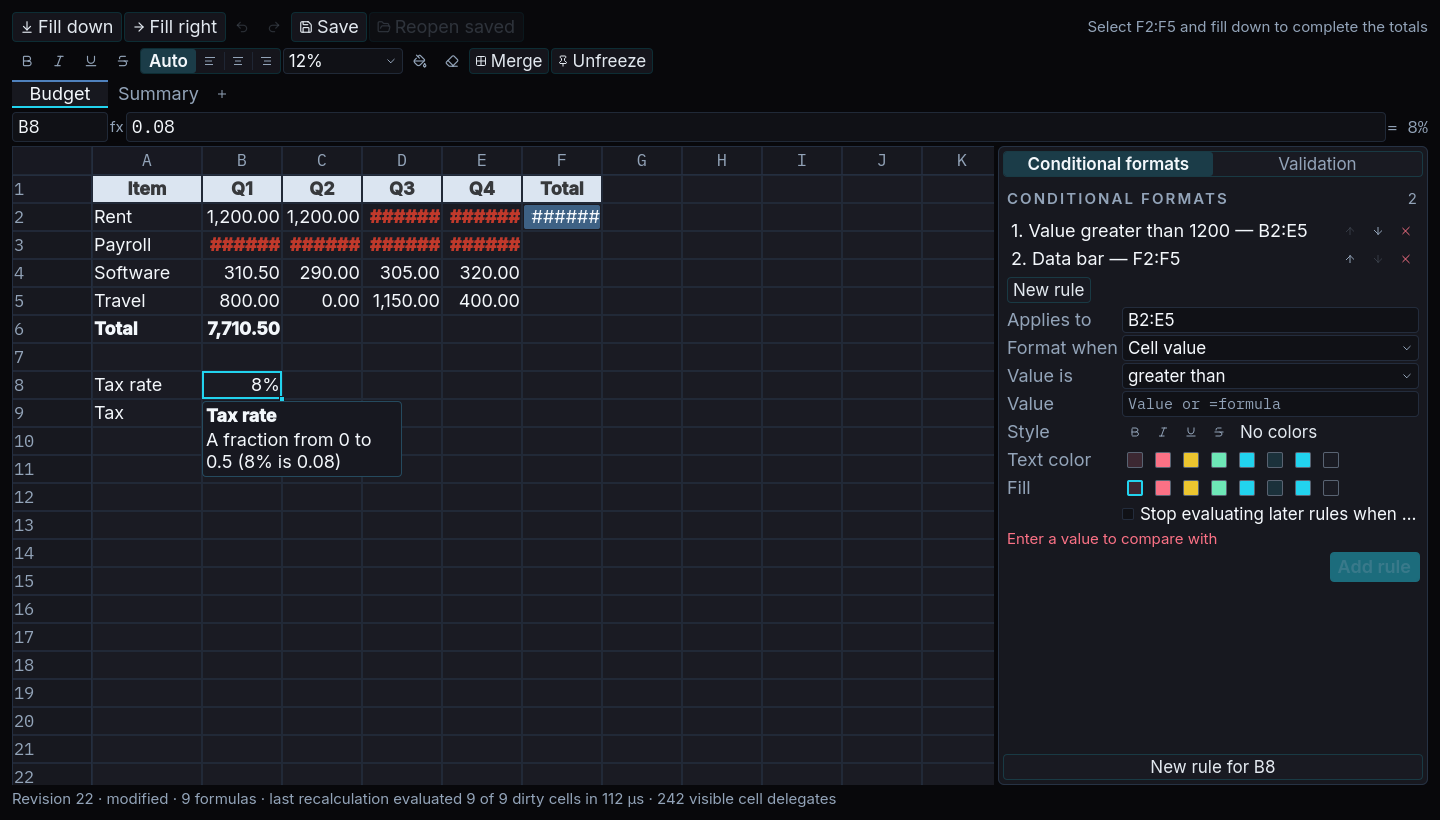 Fill down Fill right Save Reopen saved Select F2:F5 and fill down to complete the totals
B I U S Auto 12% Merge Unfreeze
Budget Summary +
B8 fx 0.08 = 8%
A B C D E F G H I J K
1 Item Q1 Q2 Q3 Q4 Total
2 Rent 1,200.00 1,200.00 ###### ###### ######
3 Payroll ###### ###### ###### ######
4 Software 310.50 290.00 305.00 320.00
5 Travel 800.00 0.00 1,150.00 400.00
6 Total 7,710.50
7
8 Tax rate 8%
9 Tax
Tax rate
A fraction from 0 to
0.5 (8% is 0.08)
10
11
12
13
14
15
16
17
18
19
20
21
22
Conditional formats Validation
CONDITIONAL FORMATS 2
1. Value greater than 1200 — B2:E5
2. Data bar — F2:F5
New rule
Applies to B2:E5
Format when Cell value
Value is greater than
Value Value or =formula
Style B I U S No colors
Text color
Fill
Stop evaluating later rules when ...
Enter a value to compare with
Add rule
New rule for B8
Revision 22 · modified · 9 formulas · last recalculation evaluated 9 of 9 dirty cells in 112 µs · 242 visible cell delegates